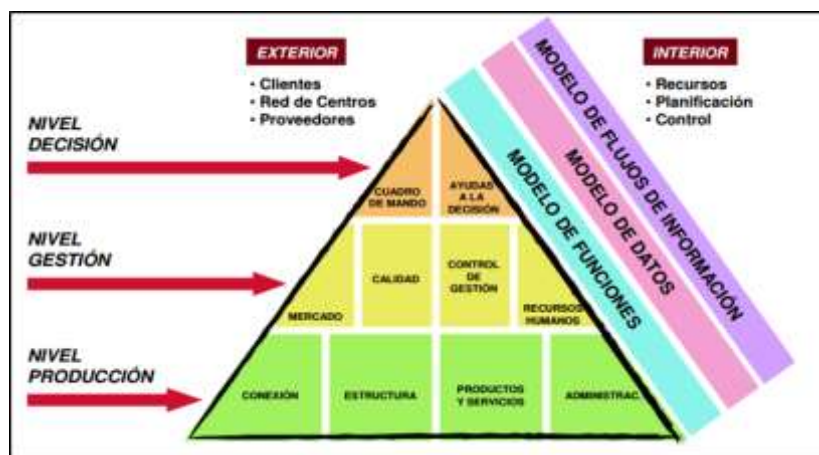 EXTERIOR
• Clientes
• Red de Centros
• Proveedores
INTERIOR
• Recursos
• Planificación
• Control
NIVEL
DECISIÓN
CUADRO
DE MANDO
AYUDAS
A LA
DECISIÓN
NIVEL
GESTIÓN
MERCADO
CALIDAD
CONTROL
DE
GESTIÓN
RECURSOS
HUMANOS
NIVEL
PRODUCCIÓN
CONEXIÓN
ESTRUCTURA
PRODUCTOS
Y SERVICIOS
ADMINISTRAC.
MODELO DE FUNCIONES
MODELO DE DATOS
MODELO DE FLUJOS DE INFORMACIÓN